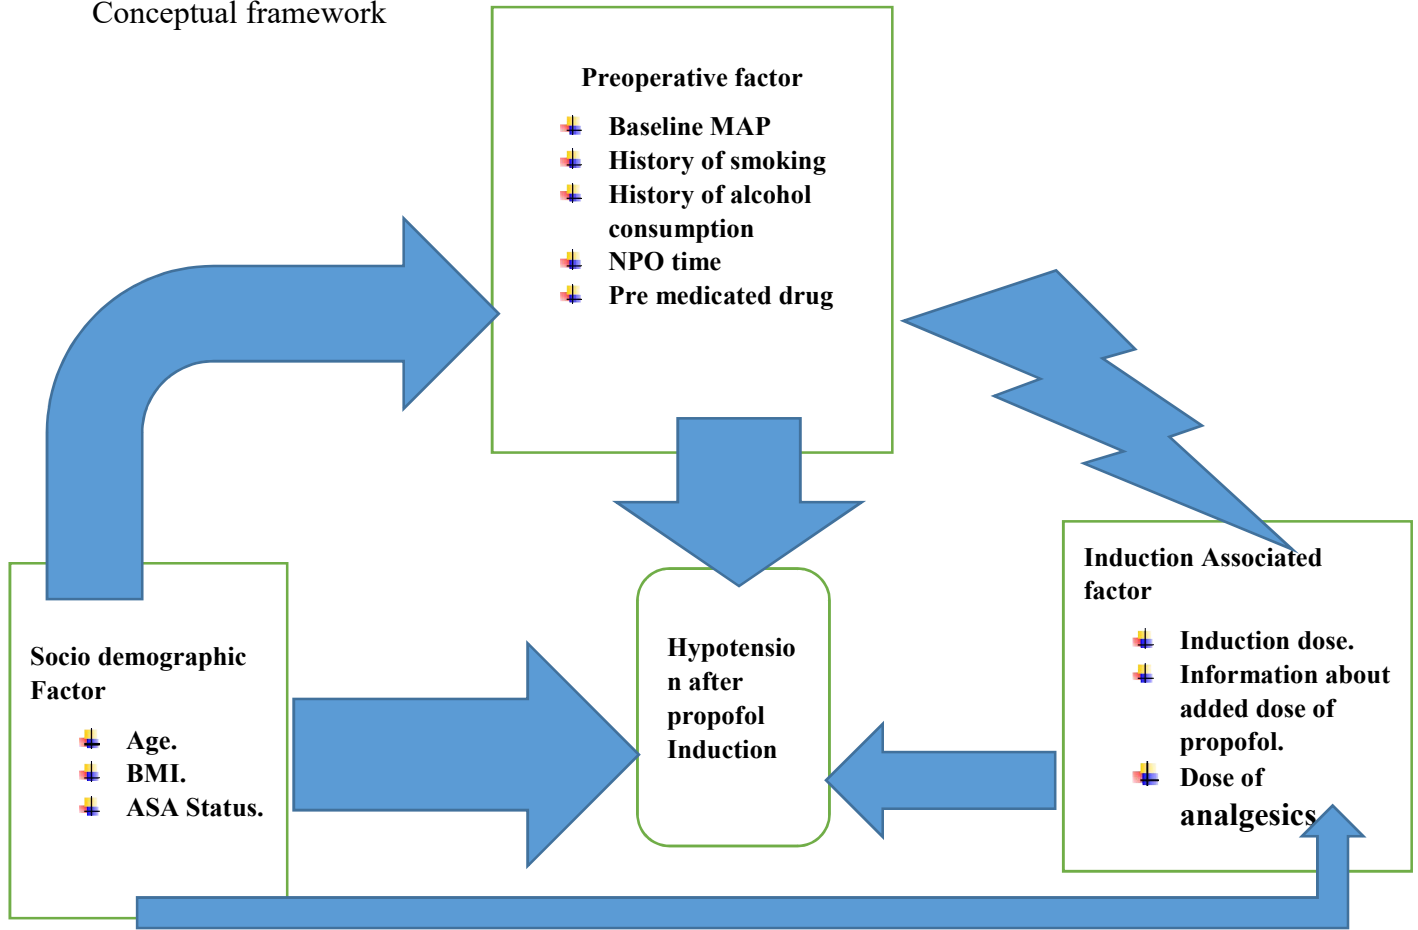 Conceptual framework
Preoperative factor
Baseline MAP
History of smoking
History of alcohol
consumption
NPO time
Pre medicated drug
Socio demographic
Factor
Age.
BMI.
ASA Status.
Hypotensio
n after
propofol
Induction
Induction Associated
factor
Induction dose.
Information about
added dose of
propofol.
Dose of
analgesics